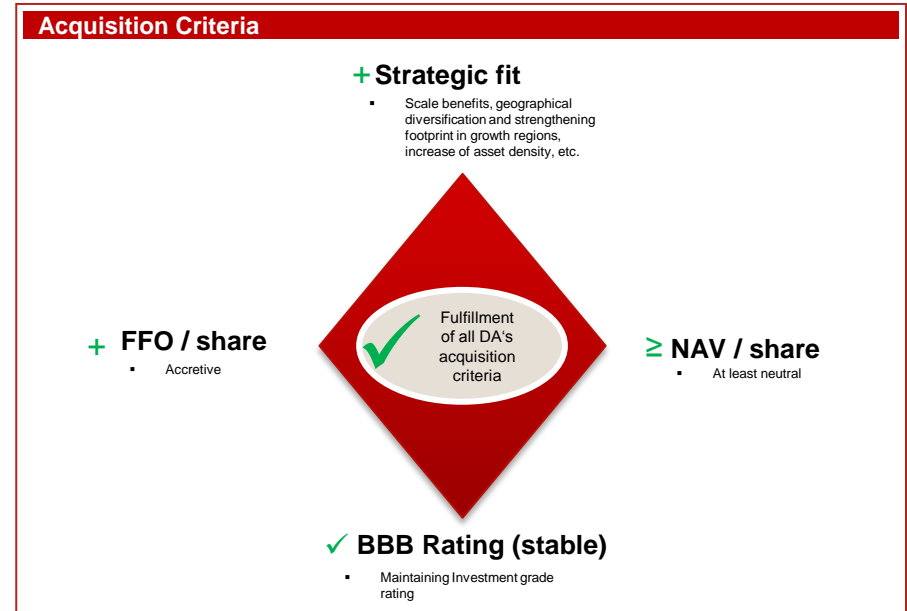 Acquisition Criteria
+ Strategic fit
▪ Scale benefits, geographical
diversification and strengthening
footprint in growth regions,
increase of asset density, etc.
Fulfillment
of all DA‘s
acquisition
criteria
+ FFO / share
▪ Accretive
≥ NAV / share
▪ At least neutral
✓ BBB Rating (stable)
▪ Maintaining Investment grade
rating